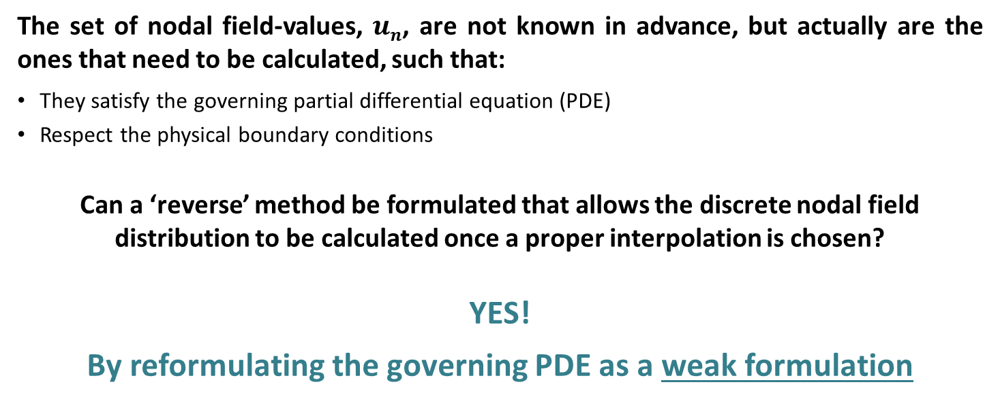 The set of nodal field-values, uₙ, are not known in advance, but actually are the
ones that need to be calculated, such that:
• They satisfy the governing partial differential equation (PDE)
• Respect the physical boundary conditions
Can a ‘reverse’ method be formulated that allows the discrete nodal field
distribution to be calculated once a proper interpolation is chosen?
YES!
By reformulating the governing PDE as a weak formulation